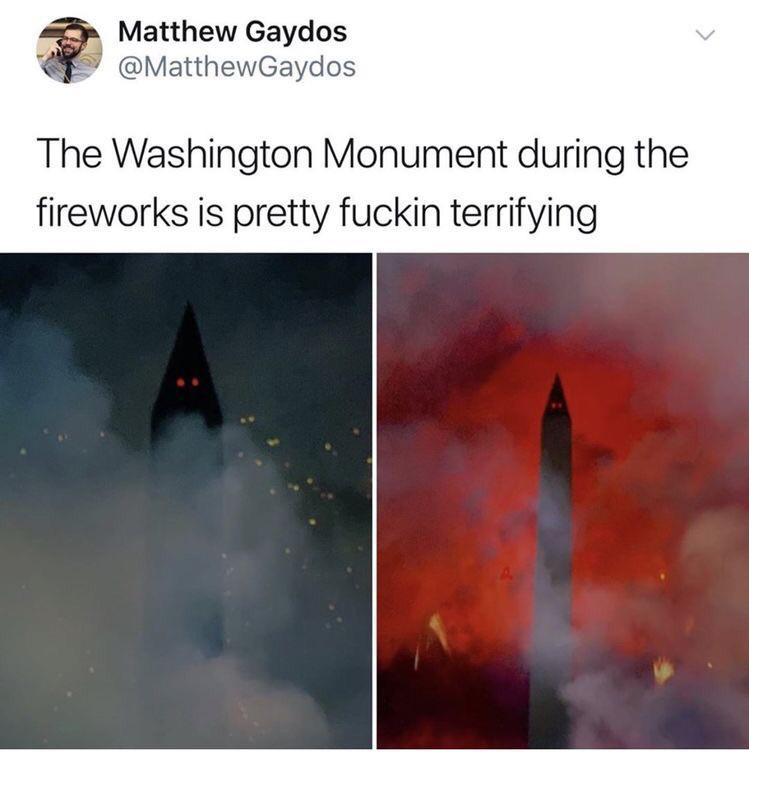 Matthew Gaydos
@MatthewGaydos
The Washington Monument during the
fireworks is pretty fuckin terrifying